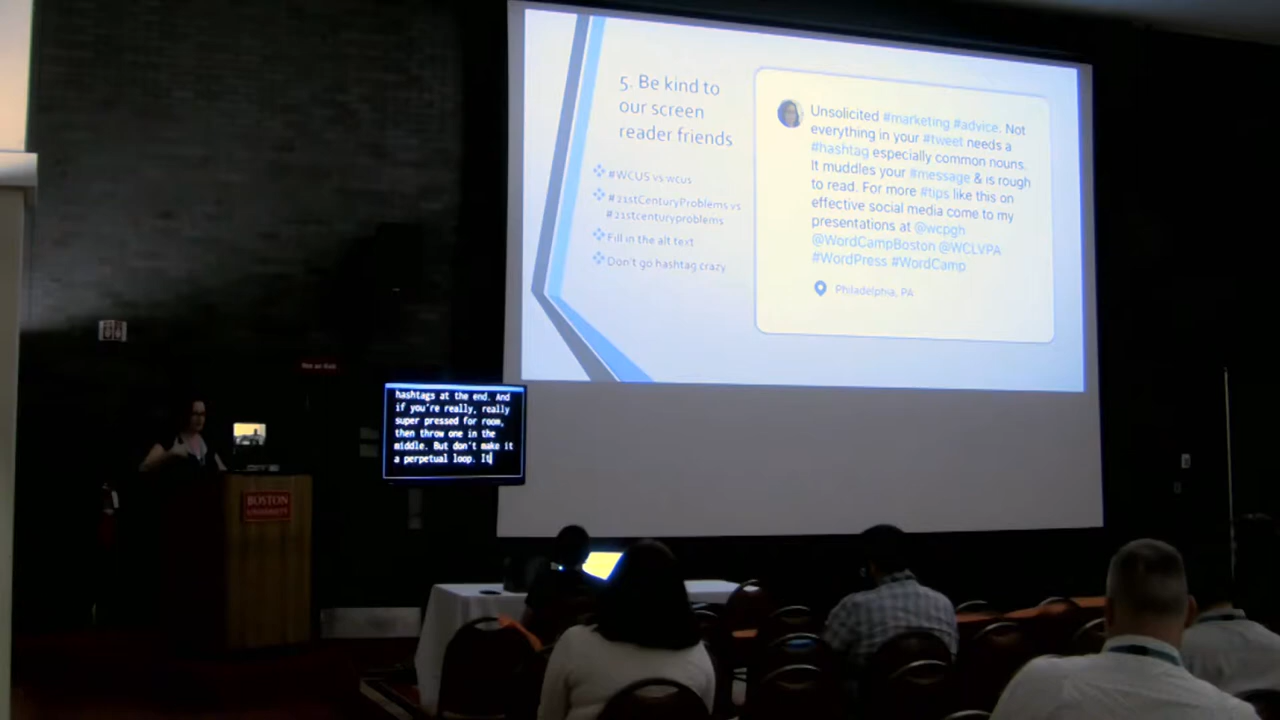 5. Be kind to
our screen
reader friends
#WCUS vs wcus
#21stCenturyProblems vs
#21stcenturyproblems
Fill in the alt text
Don't go hashtag crazy
Unsolicited #marketing #advice. Not
everything in your #tweet needs a
#hashtag especially common nouns.
It muddles your #message & is rough
to read. For more #tips like this on
effective social media come to my
presentations at @wcpgh
@WordCampBoston @WCLVPA
#WordPress #WordCamp
Philadelphia, PA
Not an Exit
hashtags at the end. And
if you're really, really
super pressed for room,
then throw one in the
middle. But don't make it
a perpetual loop. It
BOSTON
UNIVERSITY